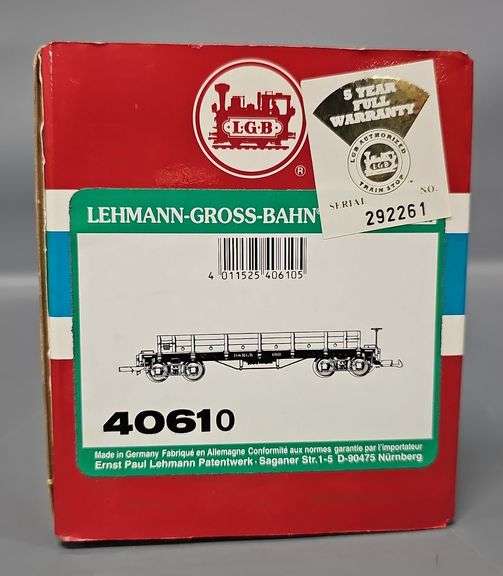 L·G·B
®
5 YEAR
FULL
WARRANTY
LGB AUTHORIZED
LGB
TRAIN STOP
SERIAL NO.
292261
LEHMANN-GROSS-BAHN
4 011525 406105
40610
Made in Germany Fabriqué en Allemagne Conformité aux normes garantie par l'importateur
Ernst Paul Lehmann Patentwerk · Saganer Str.1-5 D-90475 Nürnberg